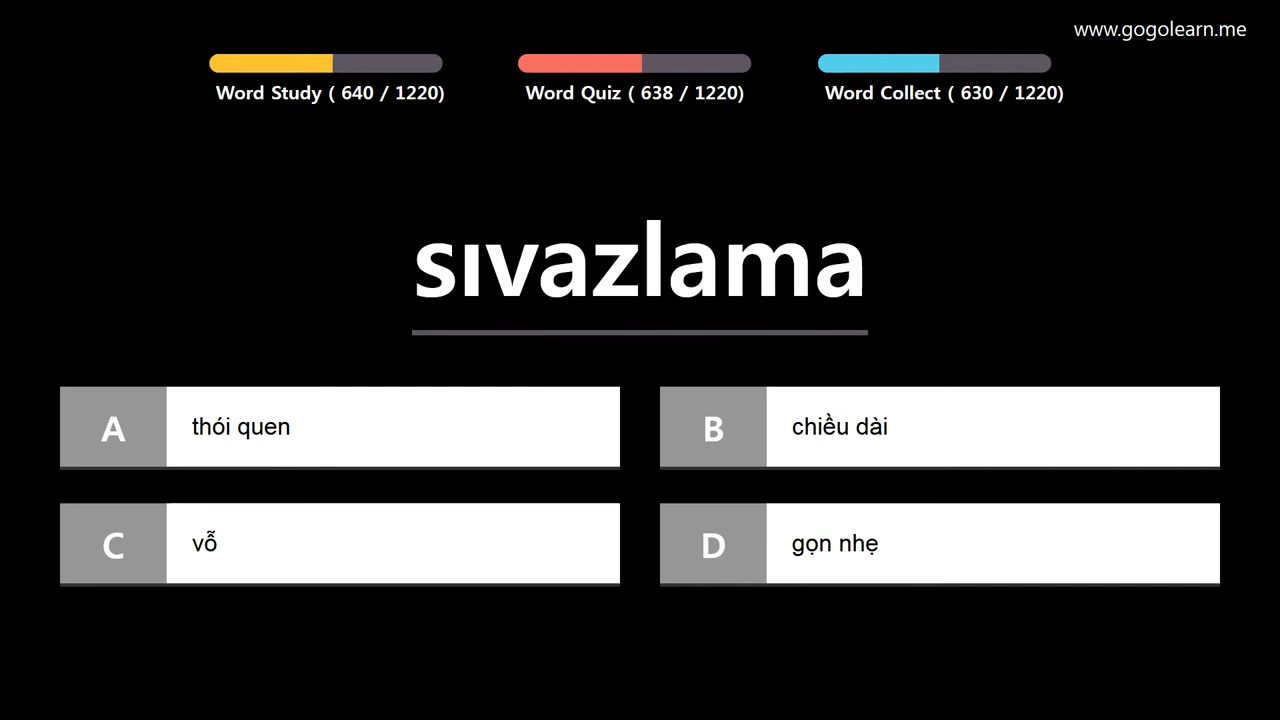 www.gogolearn.me
Word Study ( 640 / 1220)
Word Quiz ( 638 / 1220)
Word Collect ( 630 / 1220)
sıvazlama
A thói quen
B chiều dài
C vỗ
D gọn nhẹ